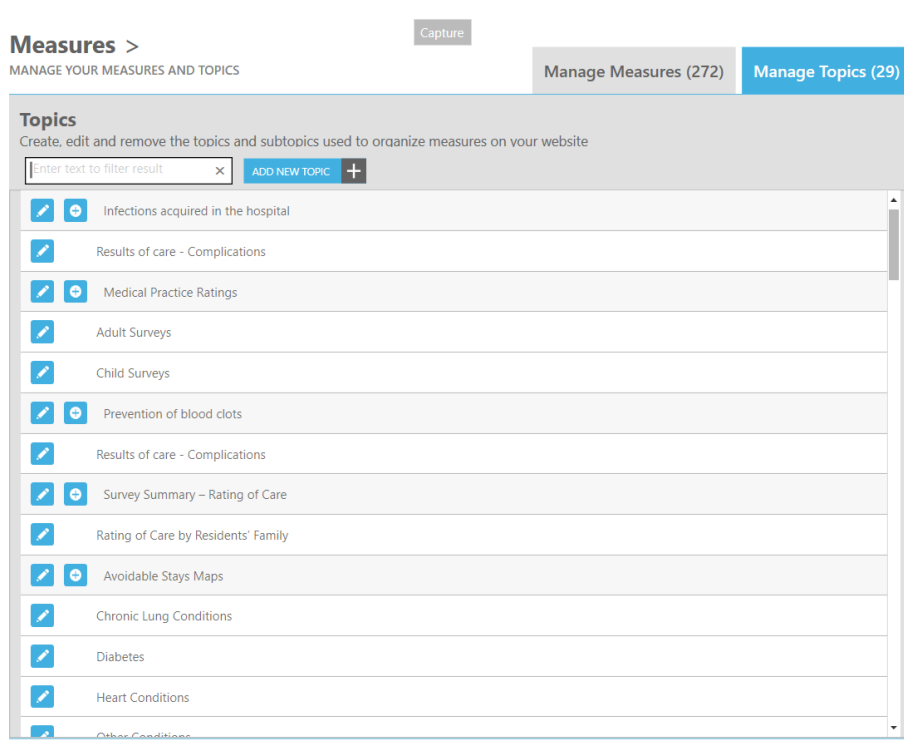 Capture
Measures >
MANAGE YOUR MEASURES AND TOPICS
Manage Measures (272)
Manage Topics (29)
Topics
Create, edit and remove the topics and subtopics used to organize measures on your website
Enter text to filter result
ADD NEW TOPIC
Infections acquired in the hospital
Results of care - Complications
Medical Practice Ratings
Adult Surveys
Child Surveys
Prevention of blood clots
Results of care - Complications
Survey Summary – Rating of Care
Rating of Care by Residents' Family
Avoidable Stays Maps
Chronic Lung Conditions
Diabetes
Heart Conditions
Other Conditions